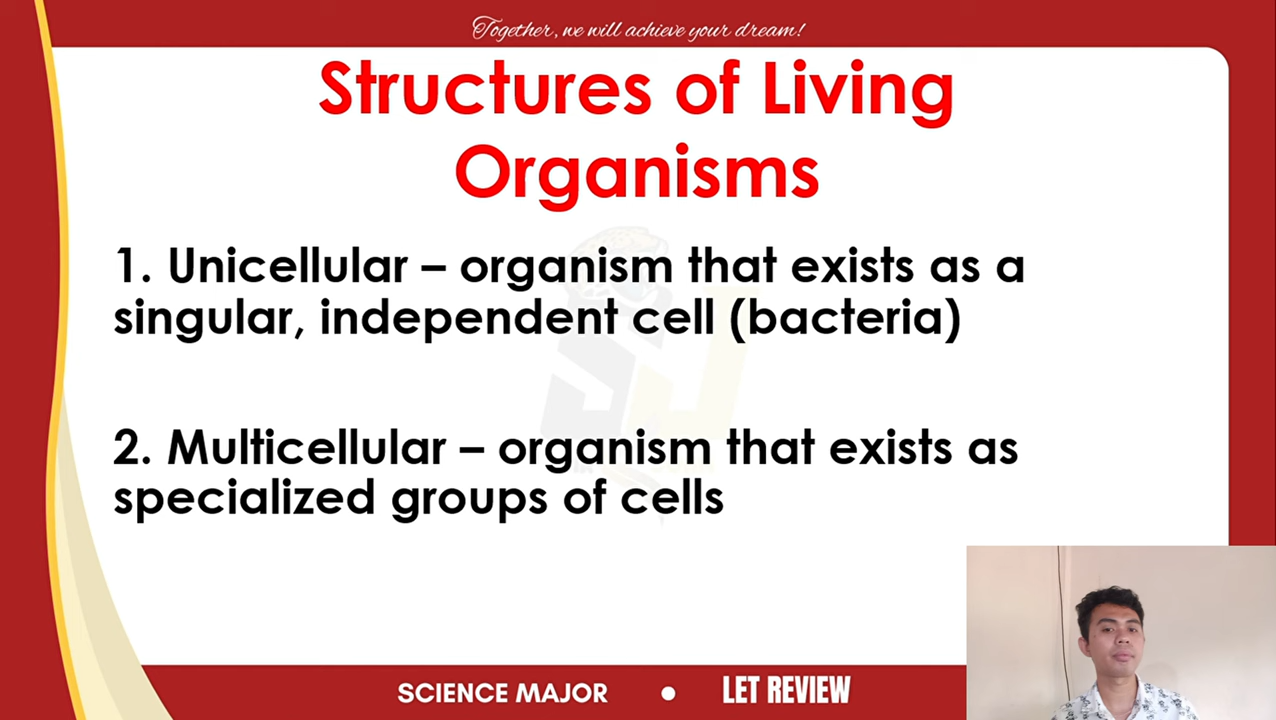 Together, we will achieve your dream!
Structures of Living
Organisms
1. Unicellular – organism that exists as a
singular, independent cell (bacteria)
2. Multicellular – organism that exists as
specialized groups of cells
SCIENCE MAJOR • LET REVIEW